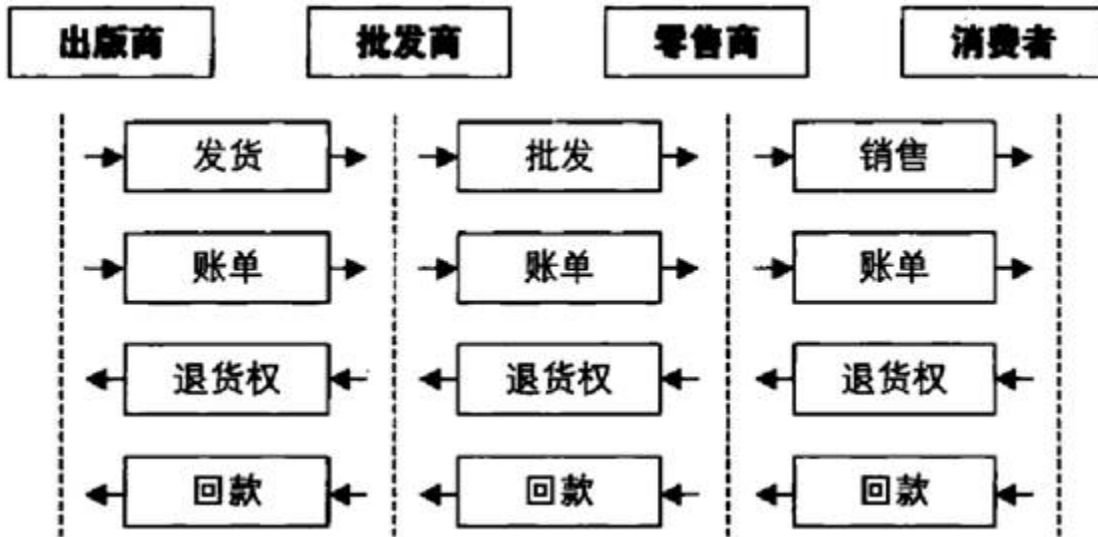 出版商 批发商 零售商 消费者
发货 批发 销售
账单 账单 账单
退货权 退货权 退货权
回款 回款 回款